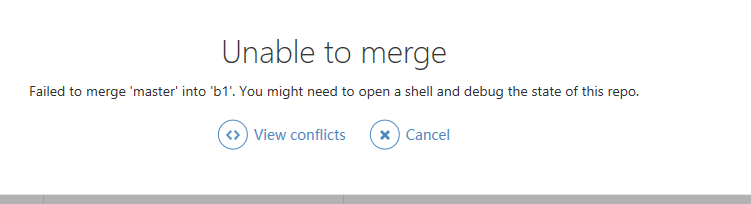 Unable to merge
Failed to merge 'master' into 'b1'. You might need to open a shell and debug the state of this repo.
View conflicts Cancel